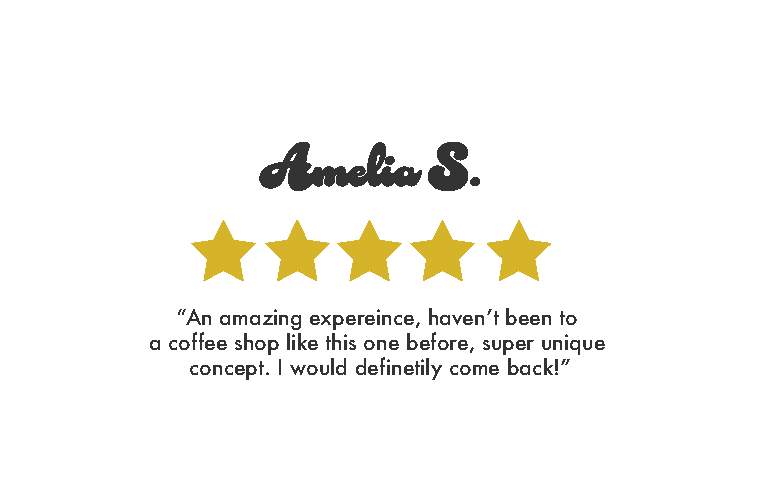 Amelia S.
“An amazing expereince, haven’t been to
a coffee shop like this one before, super unique
concept. I would definetily come back!”